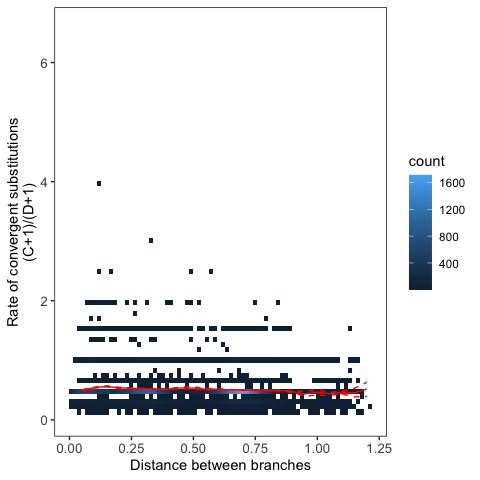 6
4
2
0
0.00 0.25 0.50 0.75 1.00 1.25
Distance between branches
Rate of convergent substitutions
(C+1)/(D+1)
count
1600
800
400